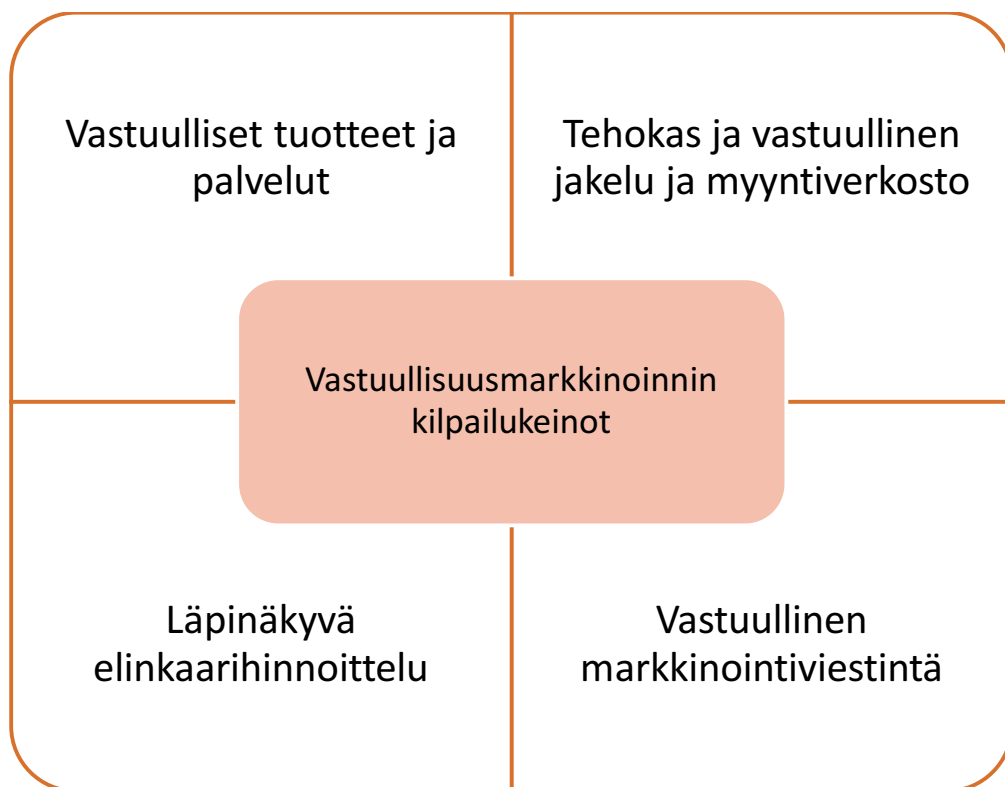 Vastuulliset tuotteet ja
palvelut
Tehokas ja vastuullinen
jakelu ja myyntiverkosto
Vastuullisuusmarkkinoinnin
kilpailukeinot
Läpinäkyvä
elinkaarihinnoittelu
Vastuullinen
markkinointiviestintä